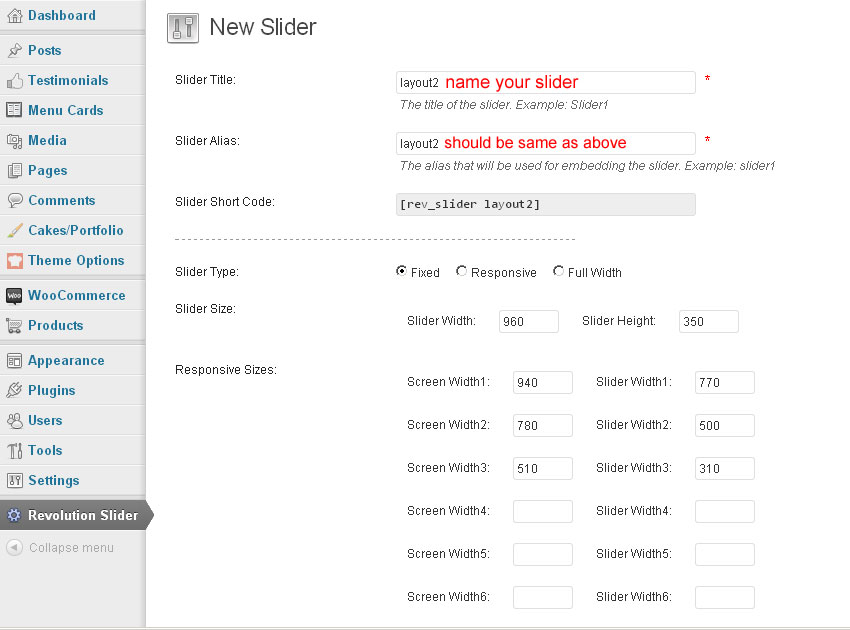 Dashboard
Posts
Testimonials
Menu Cards
Media
Pages
Comments
Cakes/Portfolio
Theme Options
Woo WooCommerce
Products
Appearance
Plugins
Users
Tools
Settings
Revolution Slider
Collapse menu
New Slider
Slider Title: layout2 name your slider *
The title of the slider. Example: Slider1
Slider Alias: layout2 should be same as above *
The alias that will be used for embedding the slider. Example: slider1
Slider Short Code: [rev_slider layout2]
Slider Type: Fixed Responsive Full Width
Slider Size: Slider Width: 960 Slider Height: 350
Responsive Sizes: Screen Width1: 940 Slider Width1: 770
Screen Width2: 780 Slider Width2: 500
Screen Width3: 510 Slider Width3: 310
Screen Width4: Slider Width4:
Screen Width5: Slider Width5:
Screen Width6: Slider Width6: